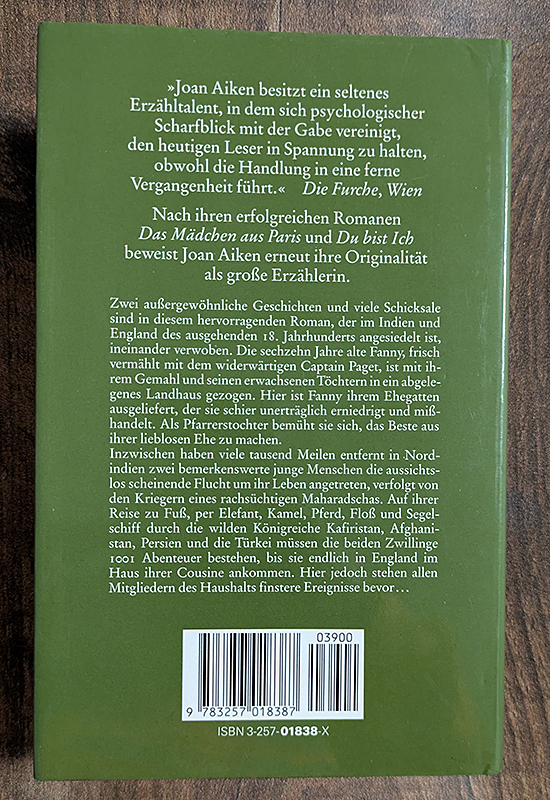 »Joan Aiken besitzt ein seltenes
Erzähltalent, in dem sich psychologischer
Scharfblick mit der Gabe vereinigt,
den heutigen Leser in Spannung zu halten,
obwohl die Handlung in eine ferne
Vergangenheit führt.« Die Furche, Wien
Nach ihren erfolgreichen Romanen
Das Mädchen aus Paris und Du bist Ich
beweist Joan Aiken erneut ihre Originalität
als große Erzählerin.
Zwei außergewöhnliche Geschichten und viele Schicksale
sind in diesem hervorragenden Roman, der im Indien und
England des ausgehenden 18. Jahrhunderts angesiedelt ist,
ineinander verwoben. Die sechzehn Jahre alte Fanny, frisch
vermählt mit dem widerwärtigen Captain Paget, ist mit ih-
rem Gemahl und seinen erwachsenen Töchtern in ein abgele-
genes Landhaus gezogen. Hier ist Fanny ihrem Ehegatten
ausgeliefert, der sie schier unerträglich erniedrigt und miß-
handelt. Als Pfarrerstochter bemüht sie sich, das Beste aus
ihrer lieblosen Ehe zu machen.
Inzwischen haben viele tausend Meilen entfernt in Nord-
indien zwei bemerkenswerte junge Menschen die aussichts-
los scheinende Flucht um ihr Leben angetreten, verfolgt von
den Kriegern eines rachsüchtigen Maharadschas. Auf ihrer
Reise zu Fuß, per Elefant, Kamel, Pferd, Floß und Segel-
schiff durch die wilden Königreiche Kafiristan, Afghani-
stan, Persien und die Türkei müssen die beiden Zwillinge
1001 Abenteuer bestehen, bis sie endlich in England im
Haus ihrer Cousine ankommen. Hier jedoch stehen allen
Mitgliedern des Haushalts finstere Ereignisse bevor...
03900
9 783257 018387
ISBN 3-257-01838-X